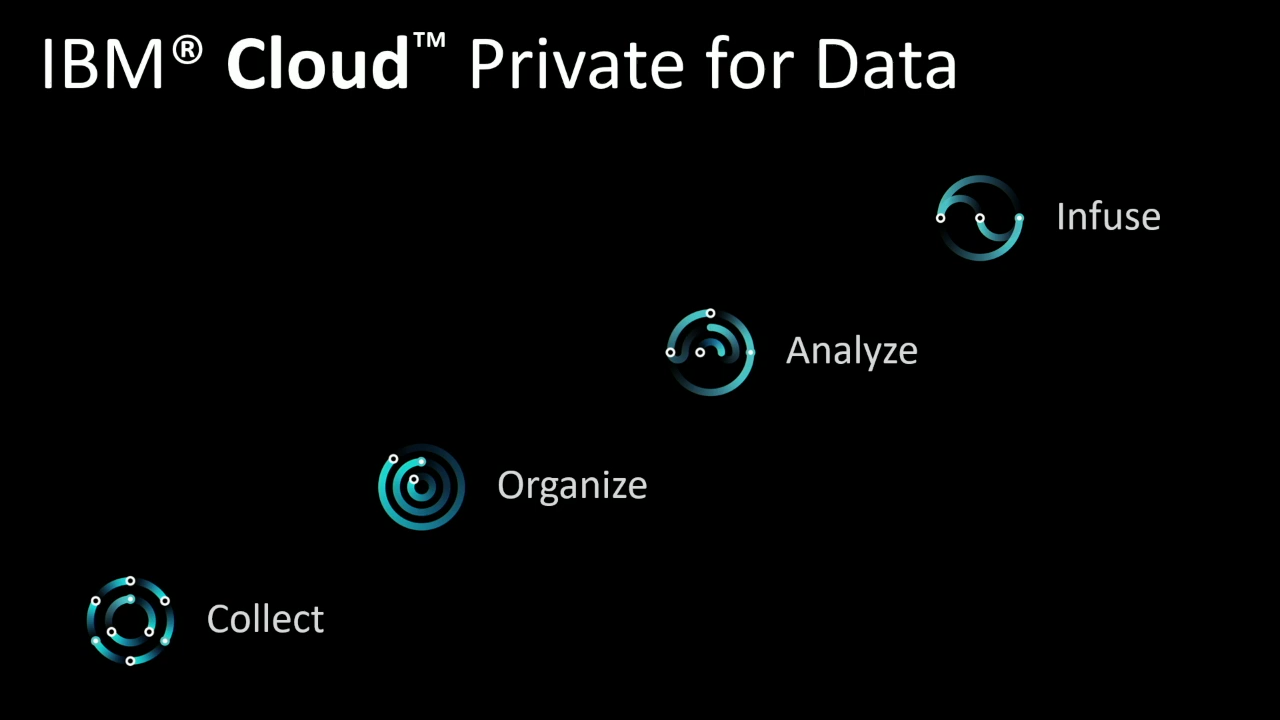 IBM® Cloud™ Private for Data
Infuse
Analyze
Organize
Collect